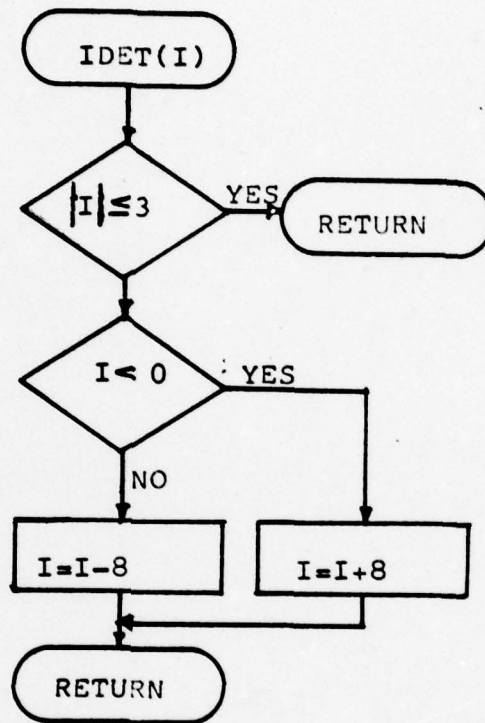 IDET(I)
|I|≤3
YES
RETURN
I< 0
YES
NO
I=I-8
I=I+8
RETURN